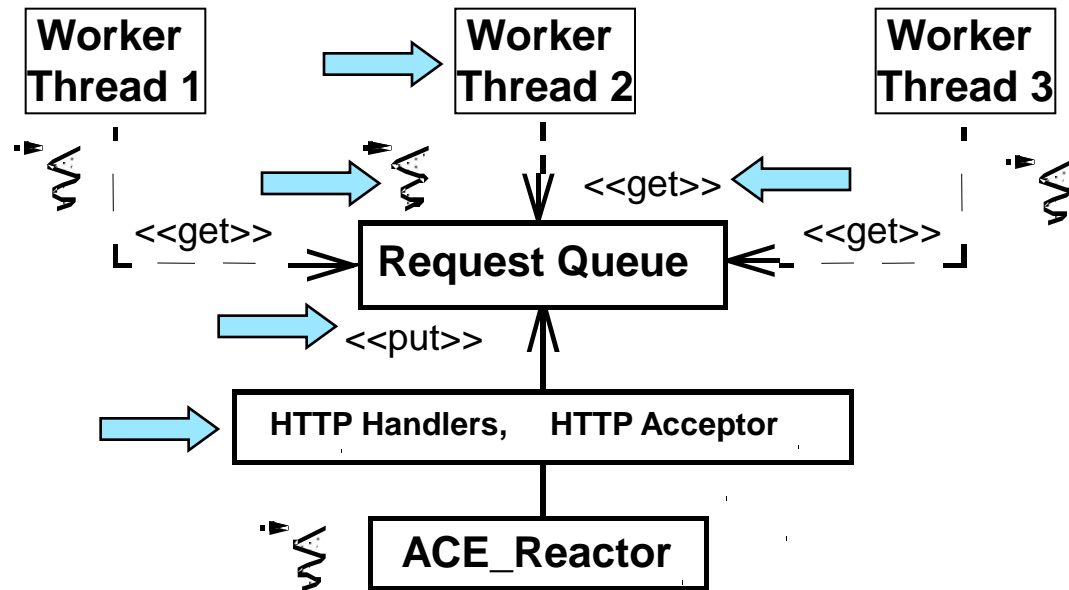 Worker
Thread 1
Worker
Thread 2
Worker
Thread 3
<<get>>
<<get>>
<<get>>
Request Queue
<<put>>
HTTP Handlers, HTTP Acceptor
ACE_Reactor